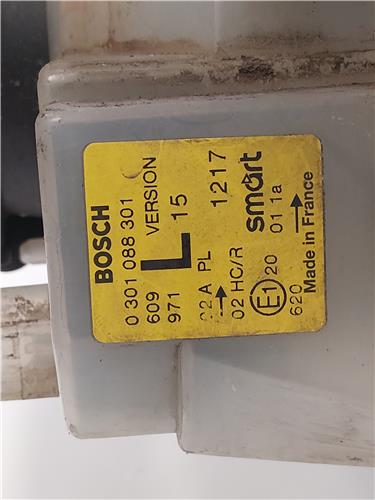 BOSCH
0 301 088 301
609 VERSION
971 L 15
A PL 1217
02 HC/R smart
E1 20 01 1a
620
Made in France